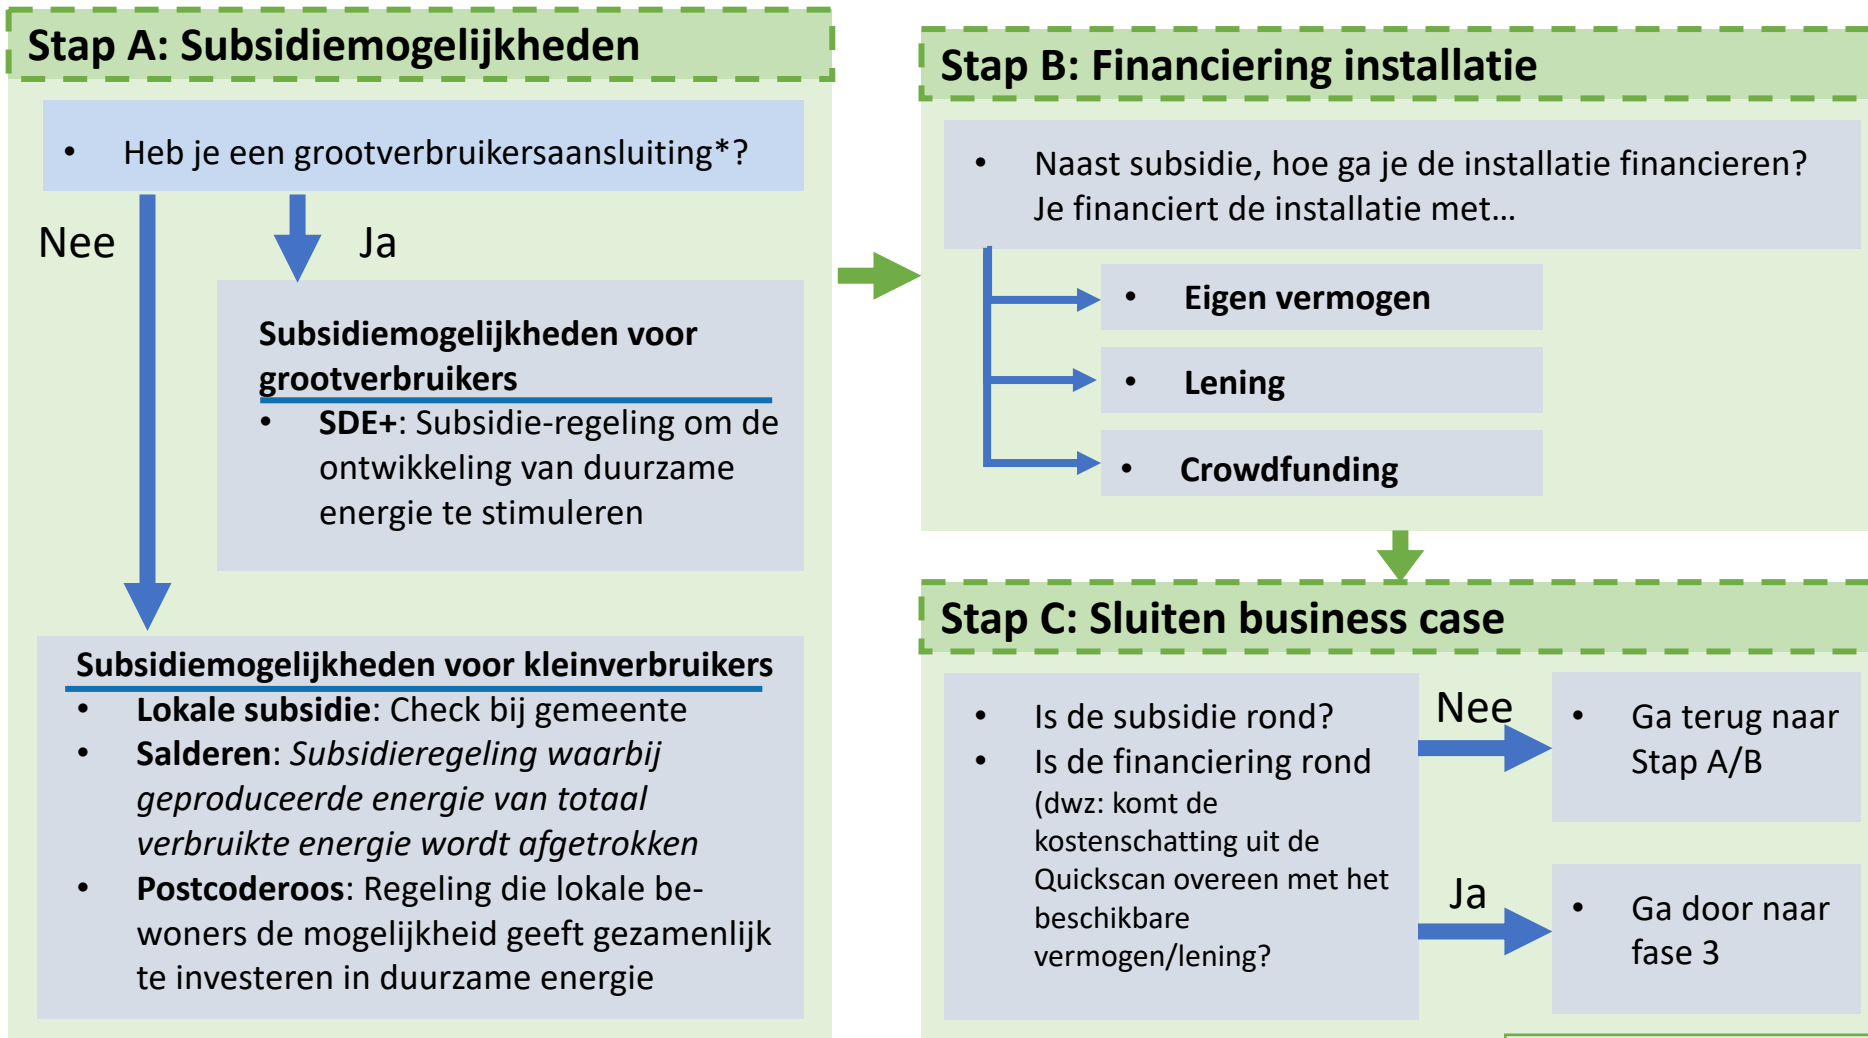 Stap A: Subsidiemogelijkheden
• Heb je een grootverbruikersaansluiting*?
Nee
Ja
Subsidiemogelijkheden voor
grootverbruikers
• SDE+: Subsidie-regeling om de
ontwikkeling van duurzame
energie te stimuleren
Subsidiemogelijkheden voor kleinverbruikers
• Lokale subsidie: Check bij gemeente
• Salderen: Subsidieregeling waarbij
geproduceerde energie van totaal
verbruikte energie wordt afgetrokken
• Postcoderoos: Regeling die lokale be-
woners de mogelijkheid geeft gezamenlijk
te investeren in duurzame energie
Stap B: Financiering installatie
• Naast subsidie, hoe ga je de installatie financieren?
Je financiert de installatie met…
• Eigen vermogen
• Lening
• Crowdfunding
Stap C: Sluiten business case
• Is de subsidie rond?
• Is de financiering rond
(dwz: komt de
kostenschatting uit de
Quickscan overeen met het
beschikbare
vermogen/lening?
Nee
• Ga terug naar
Stap A/B
Ja
• Ga door naar
fase 3